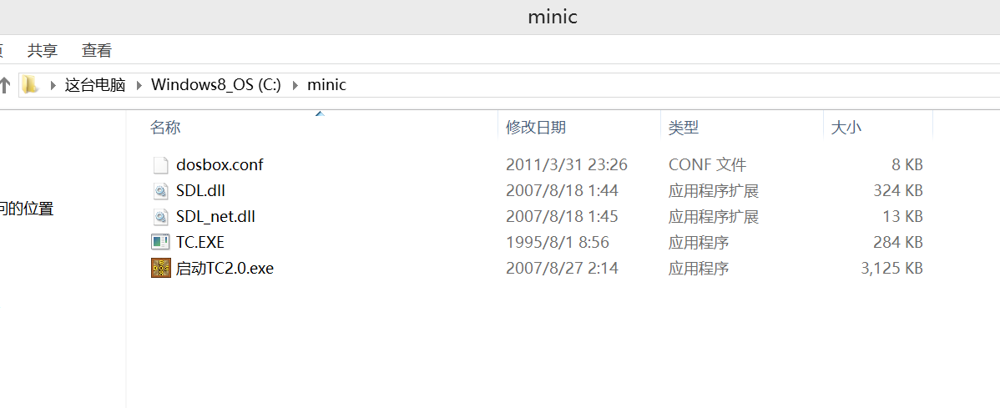 minic
共享 查看
这台电脑 Windows8_OS (C:) minic
名称 修改日期 类型 大小
dosbox.conf 2011/3/31 23:26 CONF 文件 8 KB
SDL.dll 2007/8/18 1:44 应用程序扩展 324 KB
问的位置
SDL_net.dll 2007/8/18 1:45 应用程序扩展 13 KB
TC.EXE 1995/8/1 8:56 应用程序 284 KB
启动TC2.0.exe 2007/8/27 2:14 应用程序 3,125 KB